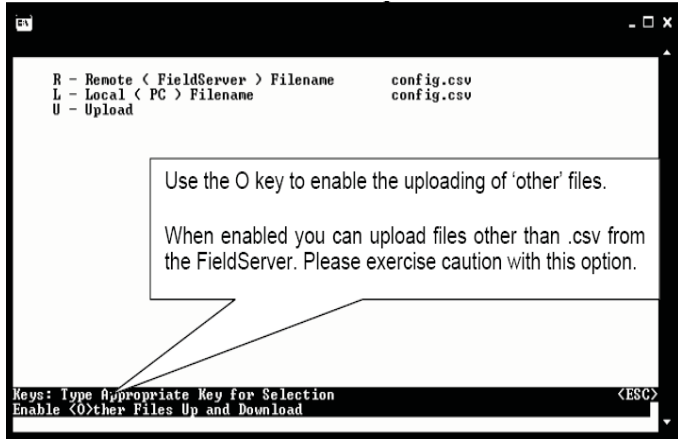 R - Remote ( FieldServer ) Filename config.csv
L - Local ( PC ) Filename config.csv
U - Upload
Use the O key to enable the uploading of ‘other’ files.
When enabled you can upload files other than .csv from
the FieldServer. Please exercise caution with this option.
Keys: Type Appropriate Key for Selection <ESC>
Enable <O>ther Files Up and Download